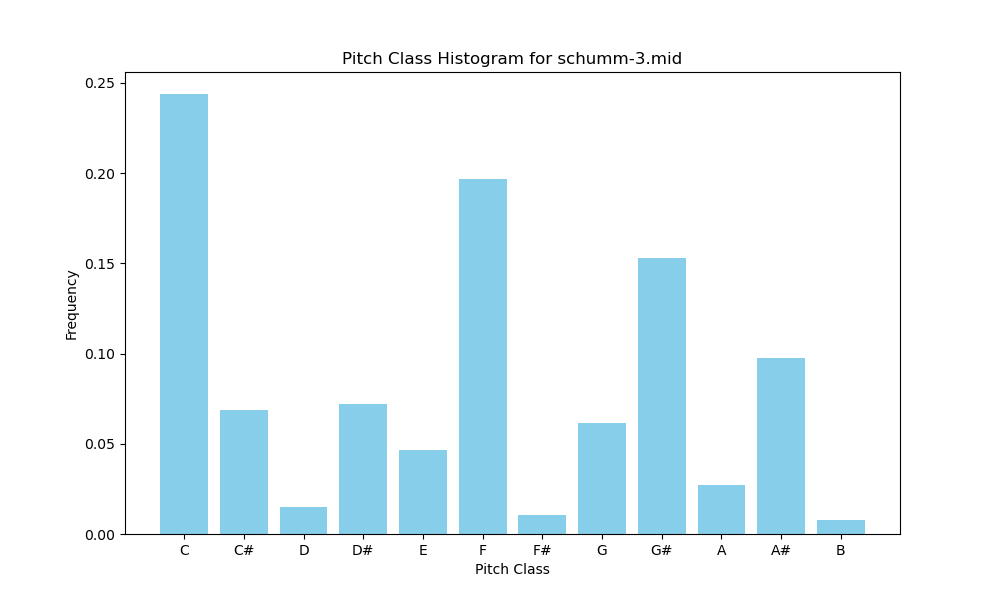 Pitch Class Histogram for schumm-3.mid
Frequency
0.25
0.20
0.15
0.10
0.05
0.00
C C# D D# E F F# G G# A A# B
Pitch Class